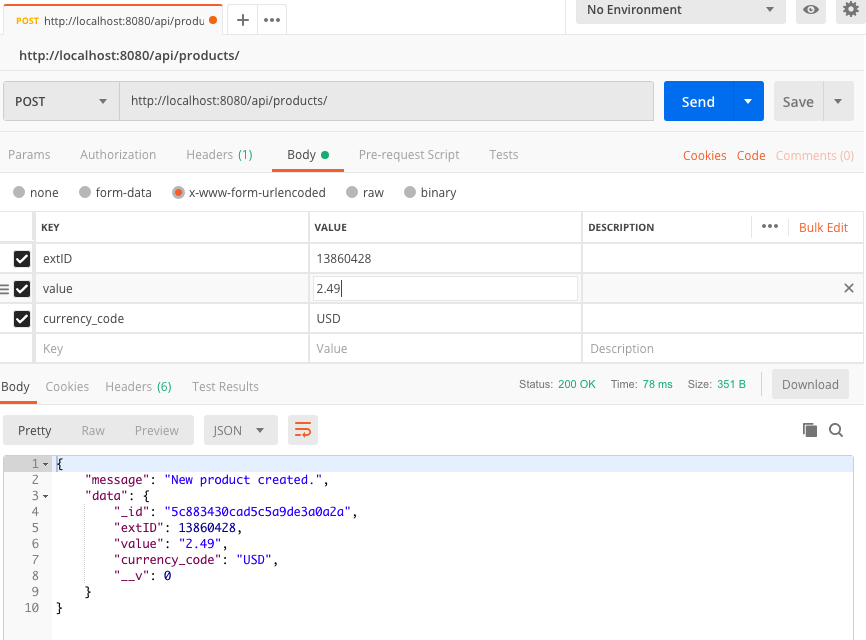 POST http://localhost:8080/api/produ
No Environment
http://localhost:8080/api/products/
POST http://localhost:8080/api/products/ Send Save
Params Authorization Headers (1) Body Pre-request Script Tests Cookies Code Comments (0)
none form-data x-www-form-urlencoded raw binary
KEY VALUE DESCRIPTION Bulk Edit
extID 13860428
value 2.49
currency_code USD
Key Value Description
Body Cookies Headers (6) Test Results Status: 200 OK Time: 78 ms Size: 351 B Download
Pretty Raw Preview JSON
1 {
2 "message": "New product created.",
3 "data": {
4 "_id": "5c883430cad5c5a9de3a0a2a",
5 "extID": 13860428,
6 "value": "2.49",
7 "currency_code": "USD",
8 "__v": 0
9 }
10 }